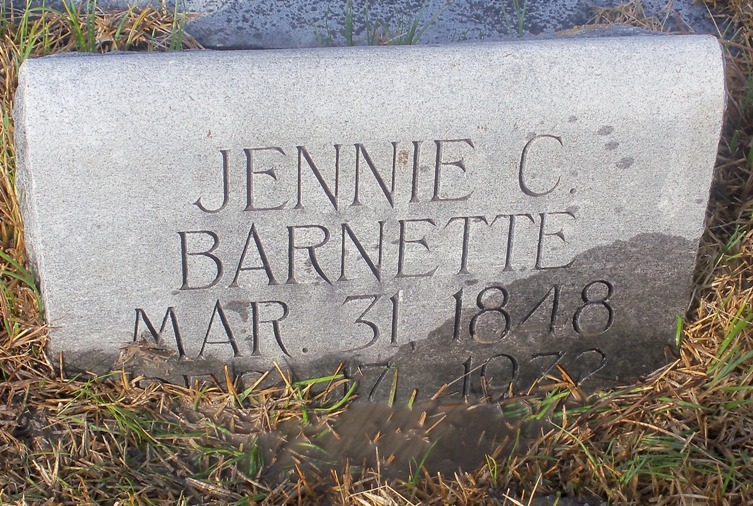 JENNIE C.
BARNETTE
MAR. 31, 1848